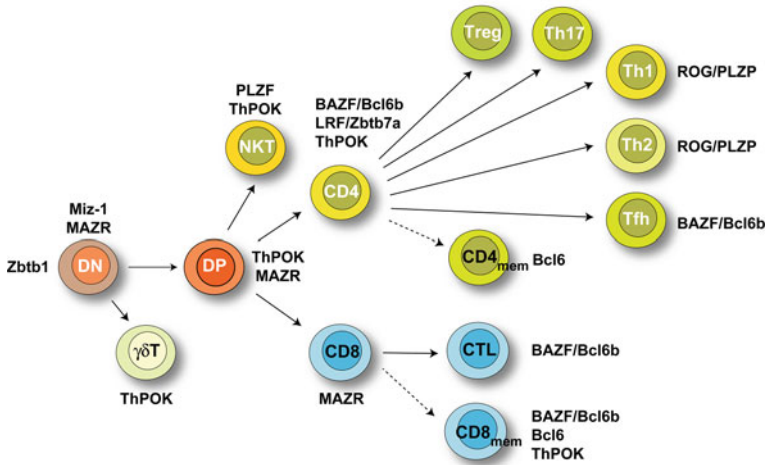 Treg
Th17
Th1
ROG/PLZP
PLZF
ThPOK
NKT
BAZF/Bcl6b
LRF/Zbtb7a
ThPOK
CD4
Th2
ROG/PLZP
Tfh
BAZF/Bcl6b
Miz-1
MAZR
Zbtb1
DN
DP
ThPOK
MAZR
CD4mem
Bcl6
γδT
ThPOK
CD8
MAZR
CTL
BAZF/Bcl6b
CD8mem
BAZF/Bcl6b
Bcl6
ThPOK